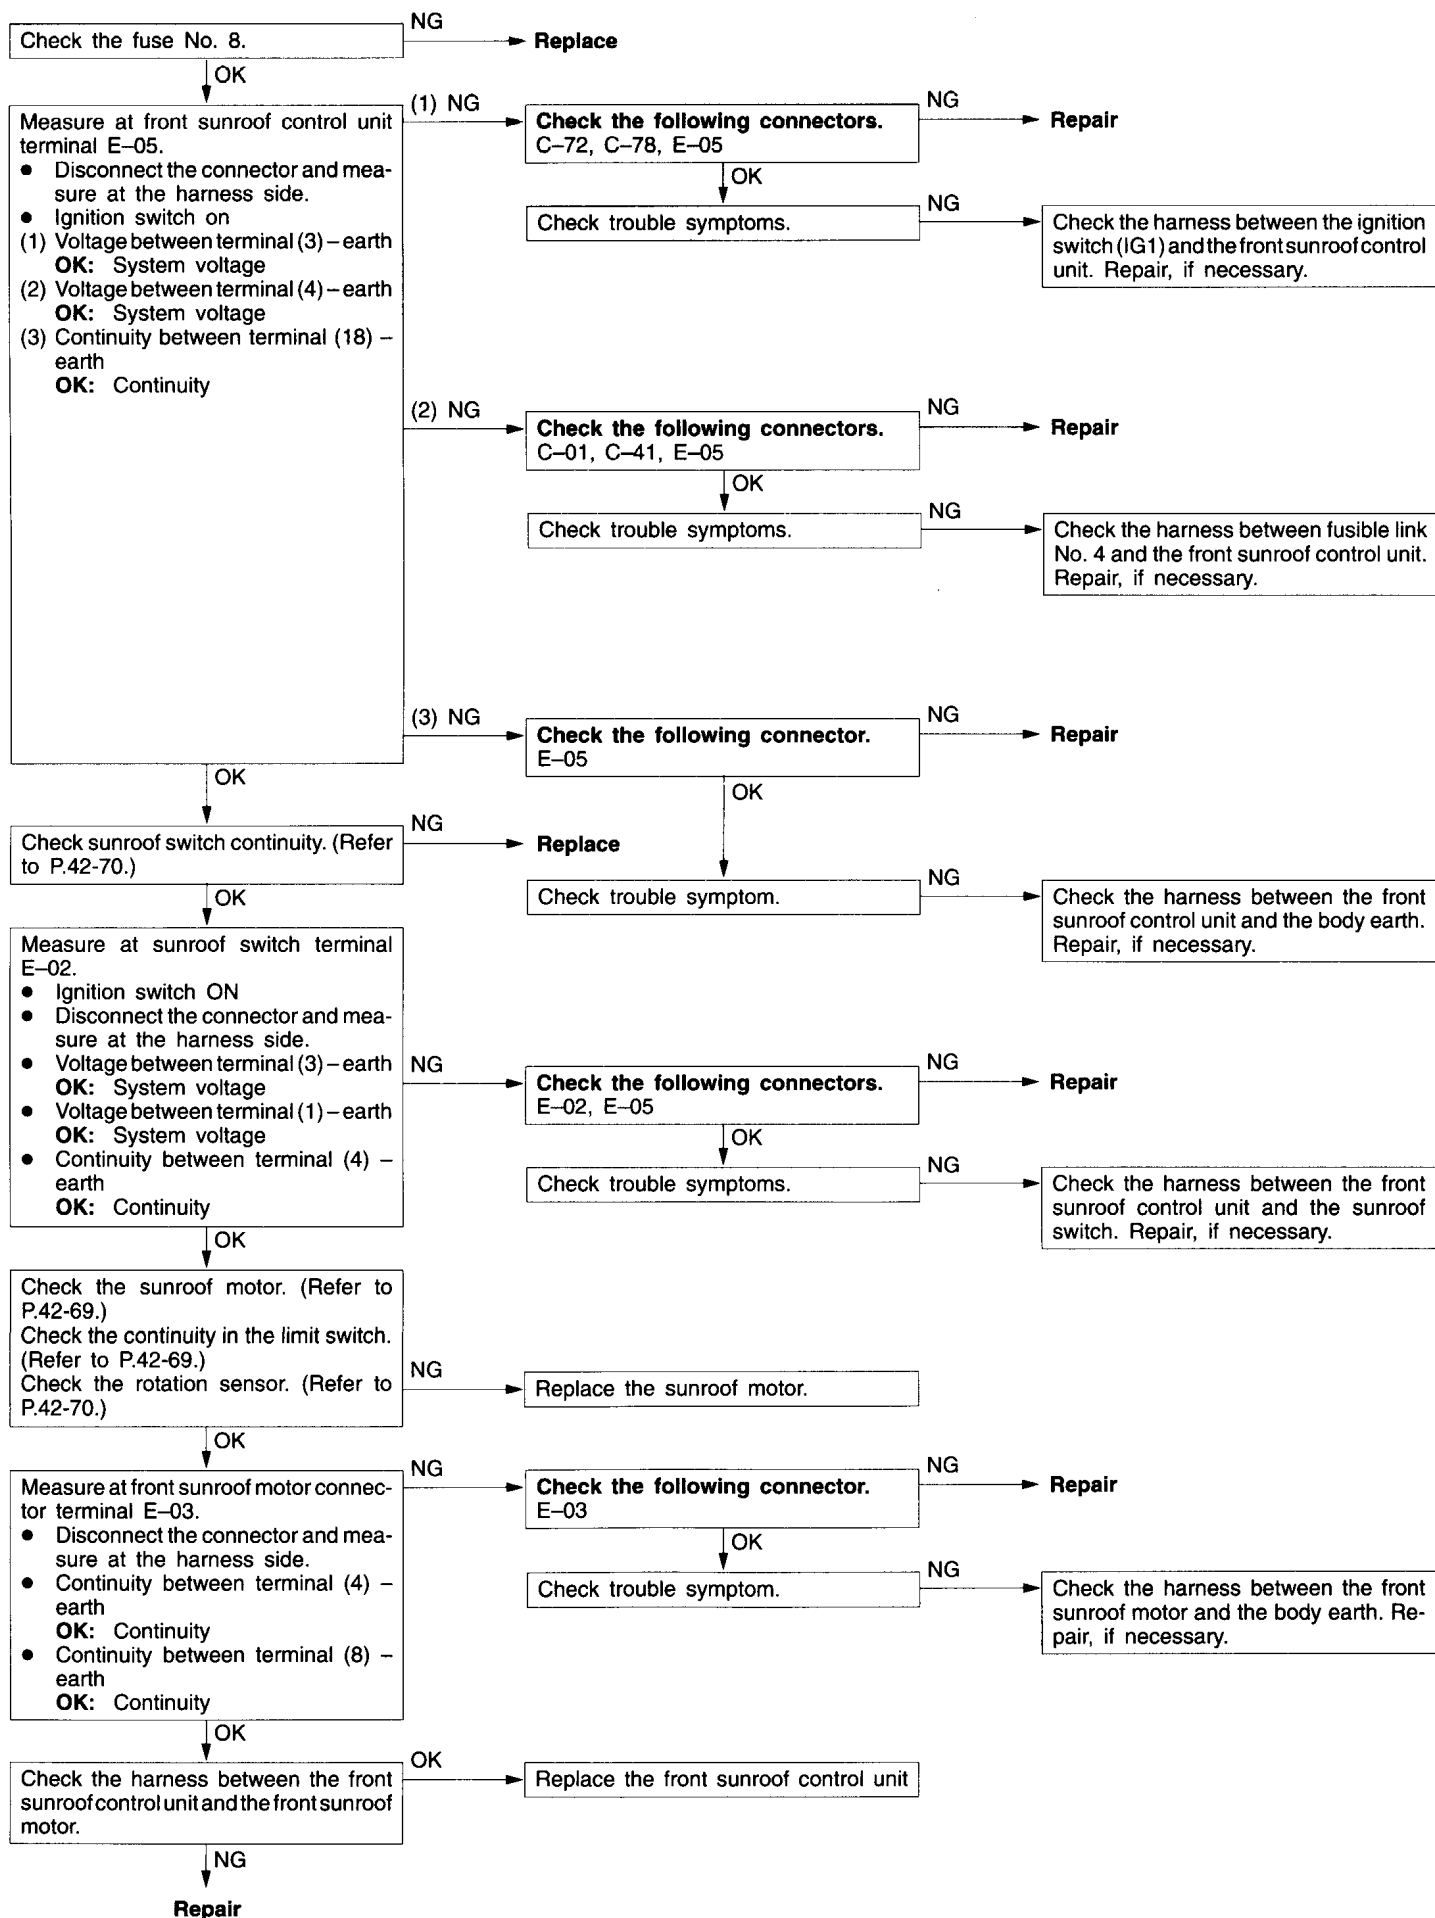 Check the fuse No. 8.
NG
Replace
OK
Measure at front sunroof control unit
terminal E–05.
● Disconnect the connector and mea-
sure at the harness side.
● Ignition switch on
(1) Voltage between terminal (3) – earth
OK: System voltage
(2) Voltage between terminal (4) – earth
OK: System voltage
(3) Continuity between terminal (18) –
earth
OK: Continuity
(1) NG
Check the following connectors.
C–72, C–78, E–05
NG
Repair
OK
Check trouble symptoms.
NG
Check the harness between the ignition
switch (IG1) and the front sunroof control
unit. Repair, if necessary.
(2) NG
Check the following connectors.
C–01, C–41, E–05
NG
Repair
OK
Check trouble symptoms.
NG
Check the harness between fusible link
No. 4 and the front sunroof control unit.
Repair, if necessary.
(3) NG
Check the following connector.
E–05
NG
Repair
OK
Check trouble symptom.
NG
Check the harness between the front
sunroof control unit and the body earth.
Repair, if necessary.
OK
Check sunroof switch continuity. (Refer
to P.42-70.)
NG
Replace
OK
Measure at sunroof switch terminal
E–02.
● Ignition switch ON
● Disconnect the connector and mea-
sure at the harness side.
● Voltage between terminal (3) – earth
OK: System voltage
● Voltage between terminal (1) – earth
OK: System voltage
● Continuity between terminal (4) –
earth
OK: Continuity
NG
Check the following connectors.
E–02, E–05
NG
Repair
OK
Check trouble symptoms.
NG
Check the harness between the front
sunroof control unit and the sunroof
switch. Repair, if necessary.
OK
Check the sunroof motor. (Refer to
P.42-69.)
Check the continuity in the limit switch.
(Refer to P.42-69.)
Check the rotation sensor. (Refer to
P.42-70.)
NG
Replace the sunroof motor.
OK
Measure at front sunroof motor connec-
tor terminal E–03.
● Disconnect the connector and mea-
sure at the harness side.
● Continuity between terminal (4) –
earth
OK: Continuity
● Continuity between terminal (8) –
earth
OK: Continuity
NG
Check the following connector.
E–03
NG
Repair
OK
Check trouble symptom.
NG
Check the harness between the front
sunroof motor and the body earth. Re-
pair, if necessary.
OK
Check the harness between the front
sunroof control unit and the front sunroof
motor.
OK
Replace the front sunroof control unit
NG
Repair